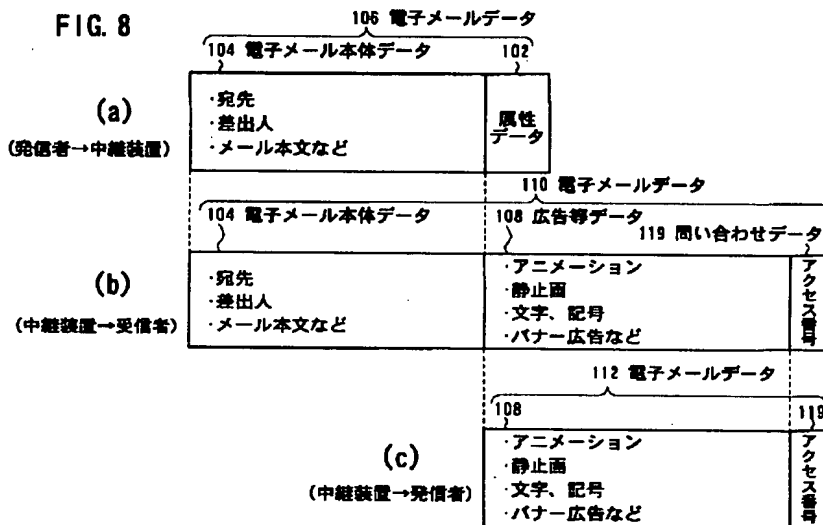 FIG. 8
106 電子メールデータ
104 電子メール本体データ
102
(a)
(発信者→中継装置)
・宛先
・差出人
・メール本文など
属性
データ
110 電子メールデータ
104 電子メール本体データ
108 広告等データ
119 問い合わせデータ
(b)
(中継装置→受信者)
・宛先
・差出人
・メール本文など
・アニメーション
・静止画
・文字、記号
・バナー広告など
アクセス番号
112 電子メールデータ
108
119
(c)
(中継装置→発信者)
・アニメーション
・静止画
・文字、記号
・バナー広告など
アクセス番号